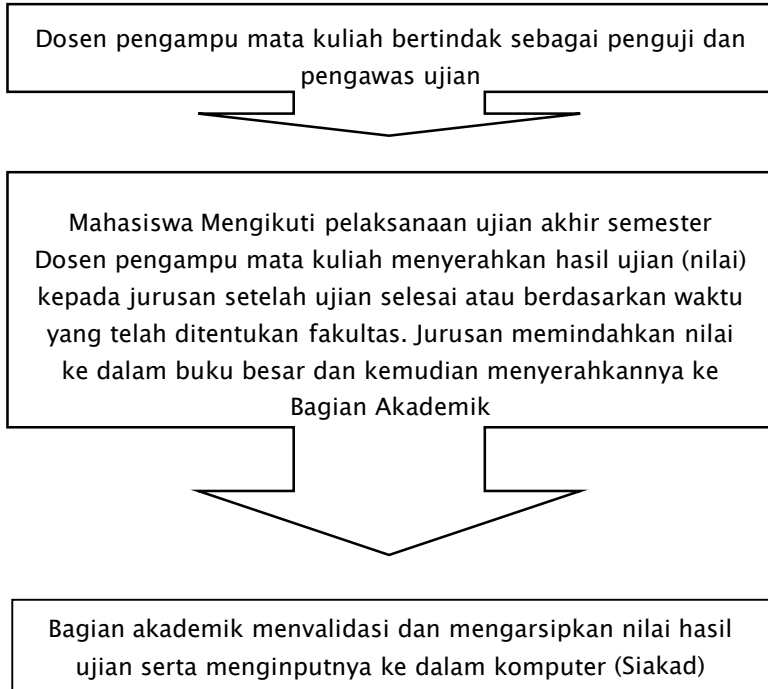 Dosen pengampu mata kuliah bertindak sebagai penguji dan
pengawas ujian
Mahasiswa Mengikuti pelaksanaan ujian akhir semester
Dosen pengampu mata kuliah menyerahkan hasil ujian (nilai)
kepada jurusan setelah ujian selesai atau berdasarkan waktu
yang telah ditentukan fakultas. Jurusan memindahkan nilai
ke dalam buku besar dan kemudian menyerahkannya ke
Bagian Akademik
Bagian akademik menvalidasi dan mengarsipkan nilai hasil
ujian serta menginputnya ke dalam komputer (Siakad)